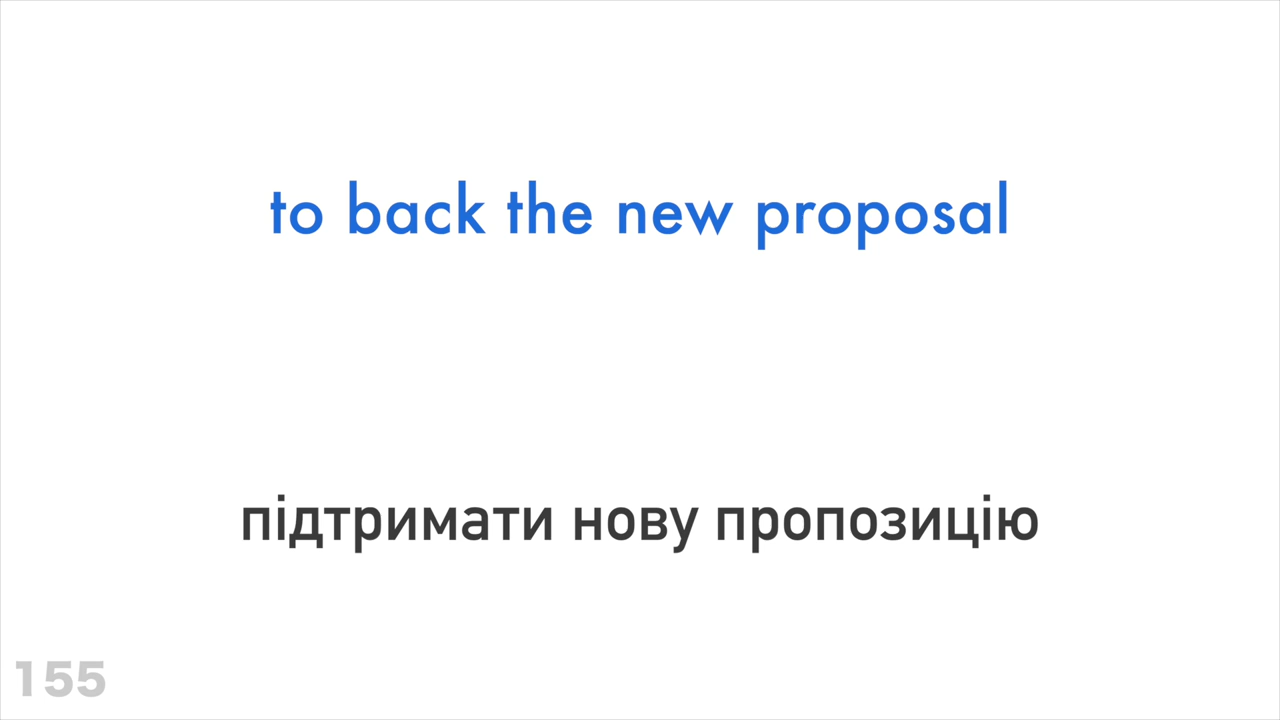 to back the new proposal
підтримати нову пропозицію
155